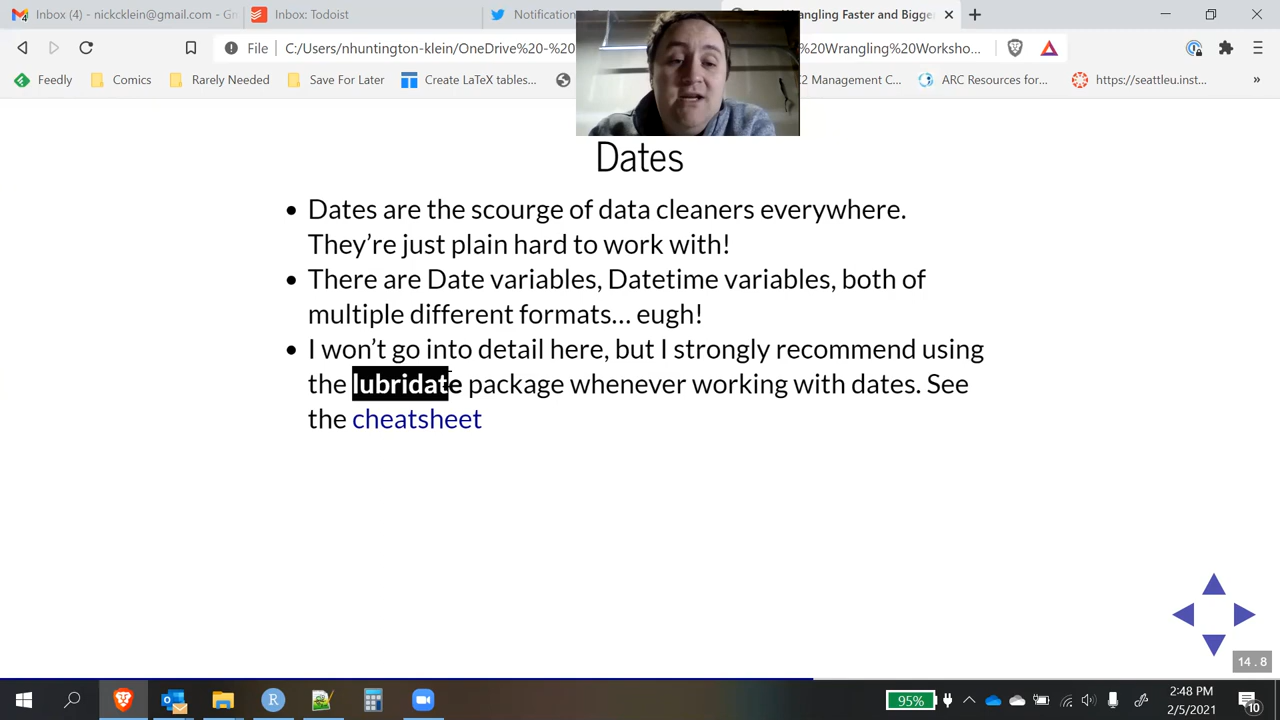 Inbox - nickcklein@gmail.com - Gm
Inbox: Todoist
Notification
Wrangling Faster and Bigger
File
C:/Users/nhuntington-klein/OneDrive%20-%20
%20Wrangling%20Worksho...
Feedly
Comics
Rarely Needed
Save For Later
Create LaTeX tables...
C2 Management C...
ARC Resources for...
https://seattleu.inst...
»
Dates
• Dates are the scourge of data cleaners everywhere.
They’re just plain hard to work with!
• There are Date variables, Datetime variables, both of
multiple different formats… eugh!
• I won’t go into detail here, but I strongly recommend using
the lubridate package whenever working with dates. See
the cheatsheet
14.8
95%
2:48 PM
2/5/2021
10